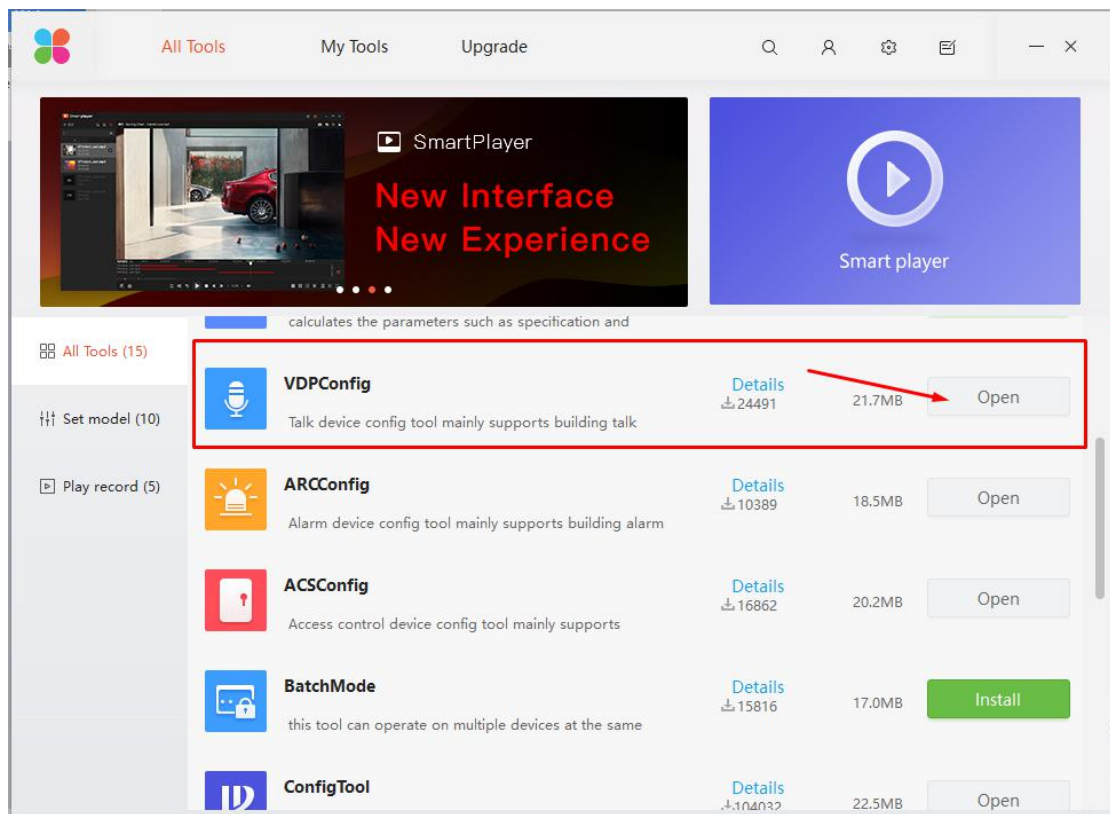 All Tools My Tools Upgrade
SmartPlayer
New Interface
New Experience
Smart player
calculates the parameters such as specification and
All Tools (15)
Set model (10)
Play record (5)
VDPConfig
Talk device config tool mainly supports building talk
Details
24491
21.7MB
Open
ARCConfig
Alarm device config tool mainly supports building alarm
Details
10389
18.5MB
Open
ACSConfig
Access control device config tool mainly supports
Details
16862
20.2MB
Open
BatchMode
this tool can operate on multiple devices at the same
Details
15816
17.0MB
Install
ConfigTool
Details
104032
22.5MB
Open